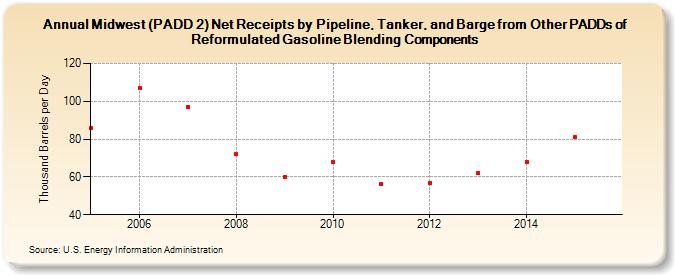 Annual Midwest (PADD 2) Net Receipts by Pipeline, Tanker, and Barge from Other PADDs of
Reformulated Gasoline Blending Components
Thousand Barrels per Day
120
100
80
60
40
2006
2008
2010
2012
2014
Source: U.S. Energy Information Administration